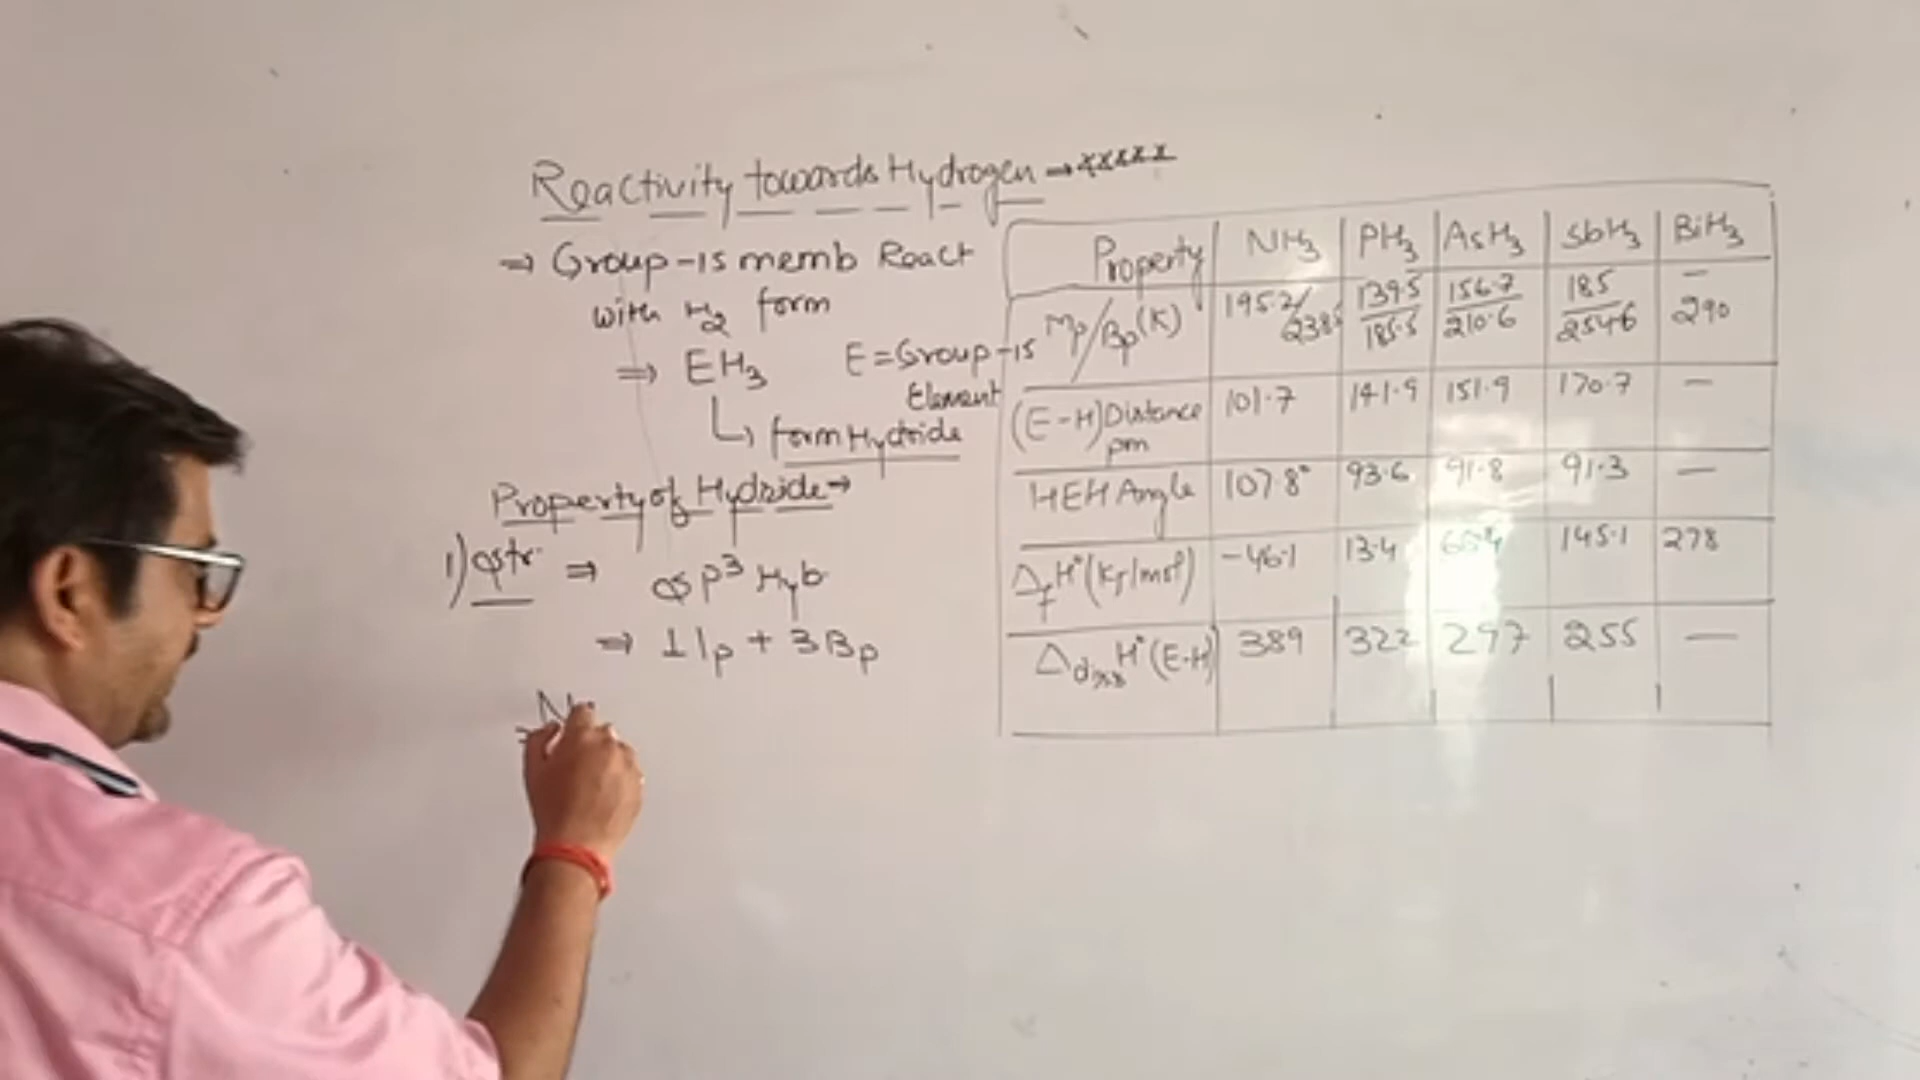 Reactivity towards Hydrogen → xxxxx
⇒ Group-15 memb React
with H2 form
⇒ EH3 E = Group-15
Element
↳ form Hydride
Property of Hydride →
1) str. ⇒ sp³ Hyb
⇒ 1 lp + 3 Bp
Property NH3 PH3 AsH3 SbH3 BiH3
Mp/Bp (K) 195.2/238.5 139.5/185.5 156.7/210.6 185/254.6 -/290
(E-H) Distance pm 101.7 141.9 151.9 170.7 —
HEH Angle 107.8° 93.6 91.8 91.3 —
ΔfH° (KJ/mol) -46.1 13.4 66.4 145.1 278
ΔdissH° (E-H) 389 322 297 255 —